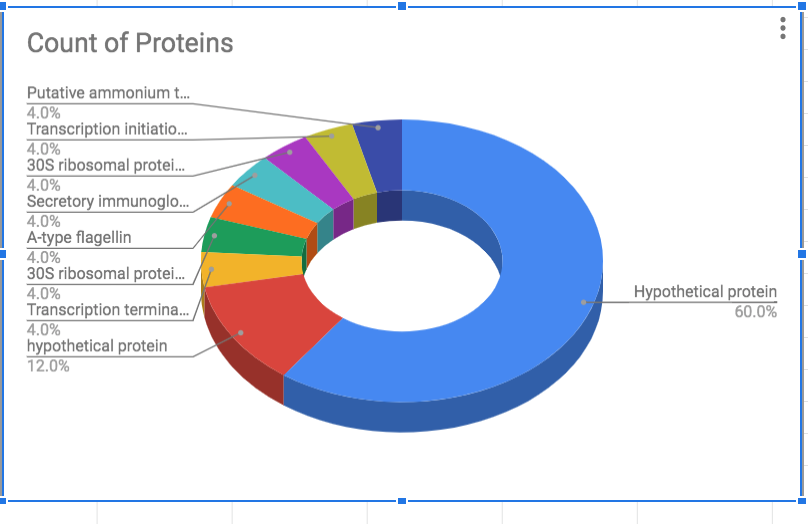 Count of Proteins
Putative ammonium t...
4.0%
Transcription initiatio...
4.0%
30S ribosomal protei...
4.0%
Secretory immunoglo...
4.0%
A-type flagellin
4.0%
30S ribosomal protei...
4.0%
Transcription termina...
4.0%
hypothetical protein
12.0%
Hypothetical protein
60.0%